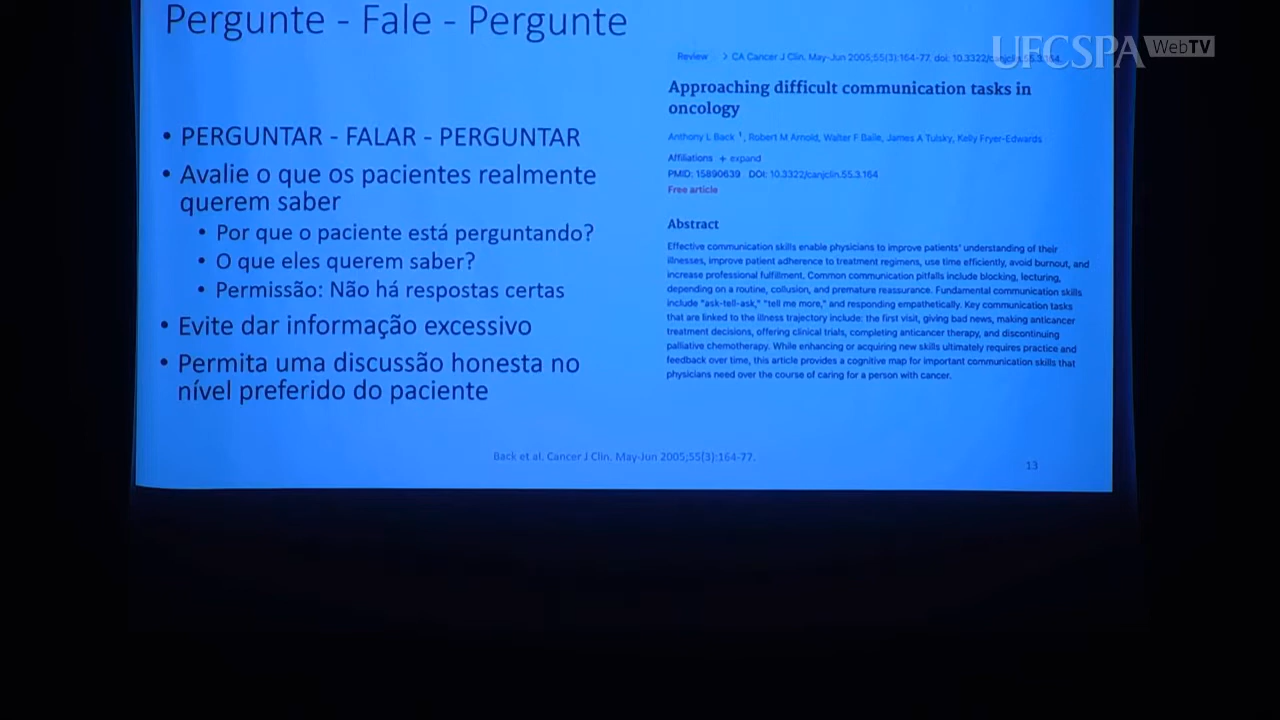 Pergunte - Fale - Pergunte
UFCSPA WebTV
• PERGUNTAR - FALAR - PERGUNTAR
• Avalie o que os pacientes realmente
querem saber
• Por que o paciente está perguntando?
• O que eles querem saber?
• Permissão: Não há respostas certas
• Evite dar informação excessivo
• Permita uma discussão honesta no
nível preferido do paciente
Review > CA Cancer J Clin. May-Jun 2005;55(3):164-77. doi: 10.3322/canjclin.55.3.164.
Approaching difficult communication tasks in
oncology
Anthony L Back 1, Robert M Arnold, Walter F Baile, James A Tulsky, Kelly Fryer-Edwards
Affiliations + expand
PMID: 15890639 DOI: 10.3322/canjclin.55.3.164
Free article
Abstract
Effective communication skills enable physicians to improve patients' understanding of their
illnesses, improve patient adherence to treatment regimens, use time efficiently, avoid burnout, and
increase professional fulfillment. Common communication pitfalls include blocking, lecturing,
depending on a routine, collusion, and premature reassurance. Fundamental communication skills
include "ask-tell-ask," "tell me more," and responding empathetically. Key communication tasks
that are linked to the illness trajectory include: the first visit, giving bad news, making anticancer
treatment decisions, offering clinical trials, completing anticancer therapy, and discontinuing
palliative chemotherapy. While enhancing or acquiring new skills ultimately requires practice and
feedback over time, this article provides a cognitive map for important communication skills that
physicians need over the course of caring for a person with cancer.
Back et al. Cancer J Clin. May-Jun 2005;55(3):164-77.
13